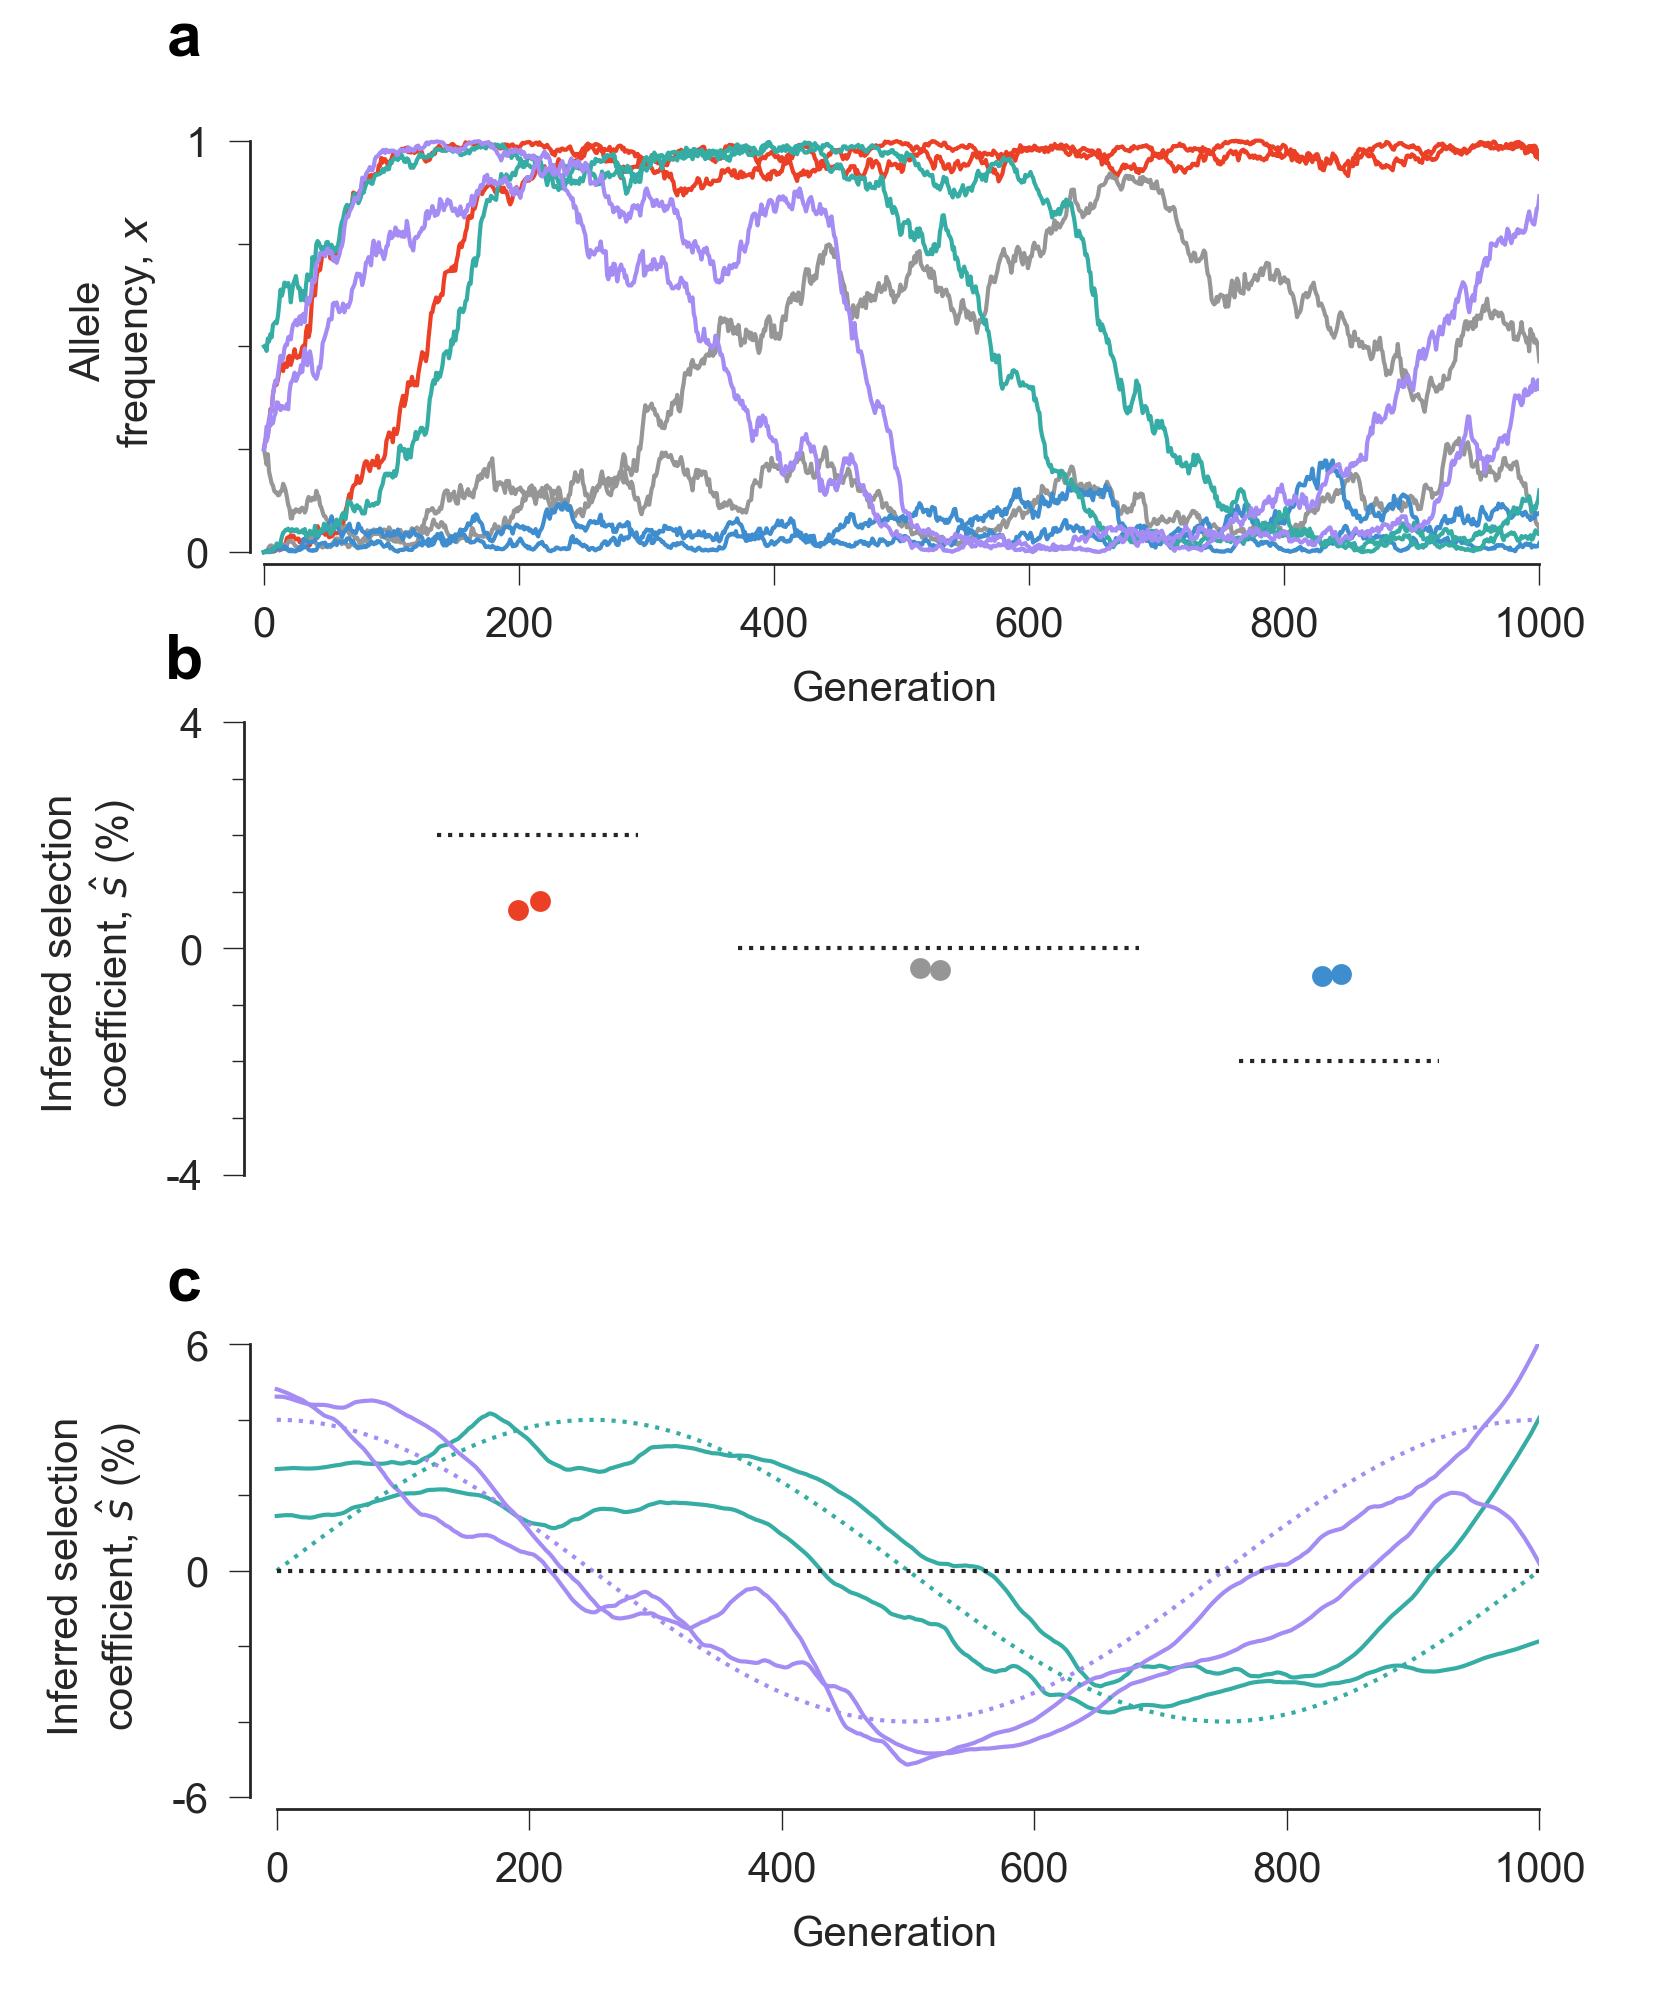 a
Allele
frequency, x
1
0
0 200 400 600 800 1000
Generation
b
Inferred selection
coefficient, ŝ (%)
4
0
-4
c
Inferred selection
coefficient, ŝ (%)
6
0
-6
0 200 400 600 800 1000
Generation